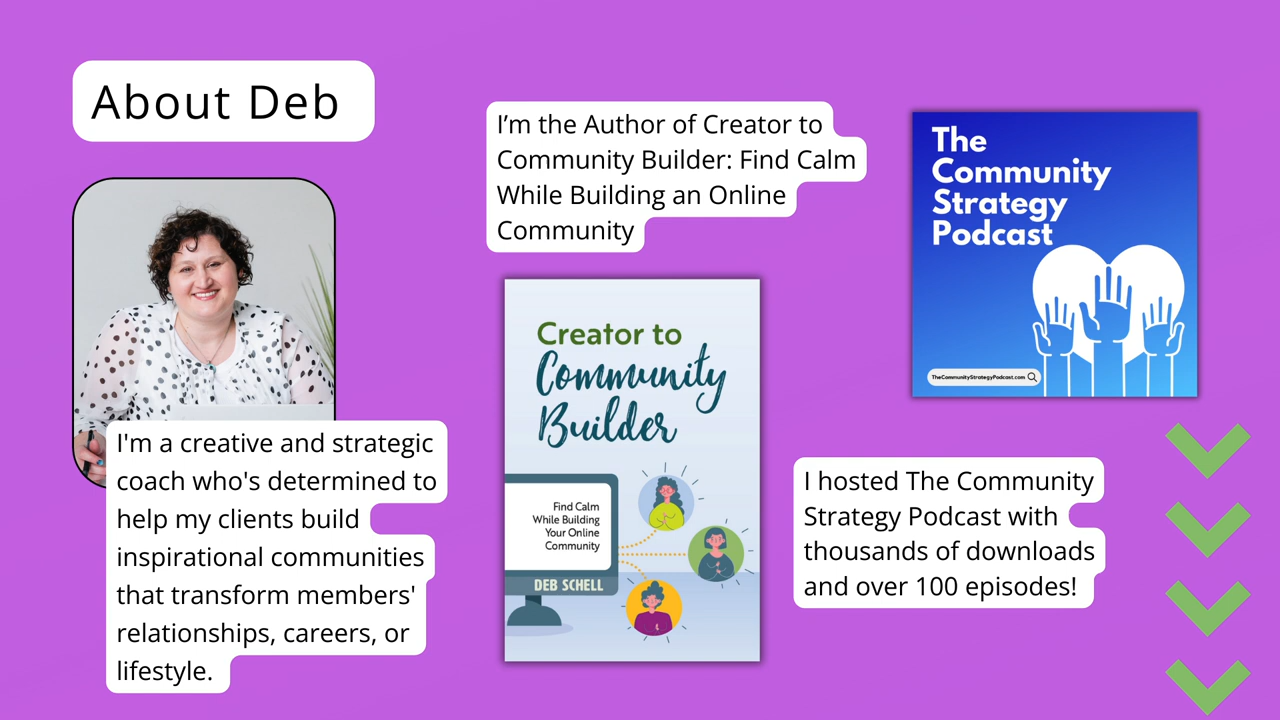 About Deb
I'm a creative and strategic
coach who's determined to
help my clients build
inspirational communities
that transform members'
relationships, careers, or
lifestyle.
I’m the Author of Creator to
Community Builder: Find Calm
While Building an Online
Community
Creator to
Community
Builder
Find Calm
While Building
Your Online
Community
DEB SCHELL
The
Community
Strategy
Podcast
TheCommunityStrategyPodcast.com
I hosted The Community
Strategy Podcast with
thousands of downloads
and over 100 episodes!